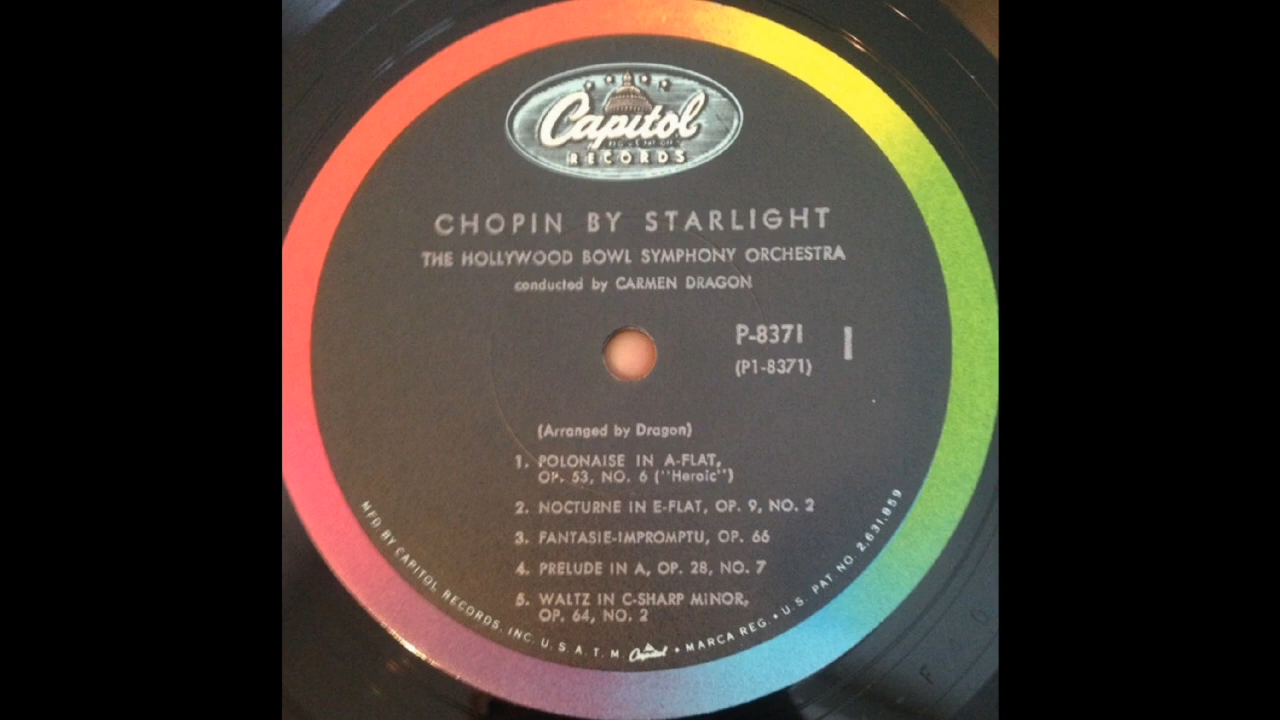 Capitol
RECORDS
CHOPIN BY STARLIGHT
THE HOLLYWOOD BOWL SYMPHONY ORCHESTRA
conducted by CARMEN DRAGON
P-8371 1
(P1-8371)
(Arranged by Dragon)
1. POLONAISE IN A-FLAT,
OP. 53, NO. 6 ("Heroic")
2. NOCTURNE IN E-FLAT, OP. 9, NO. 2
3. FANTASIE-IMPROMPTU, OP. 66
4. PRELUDE IN A, OP. 28, NO. 7
5. WALTZ IN C-SHARP MINOR,
OP. 64, NO. 2
MFD BY CAPITOL RECORDS, INC. U. S. A. T. M. Capitol • MARCA REG. • U.S. PAT NO. 2,631,859